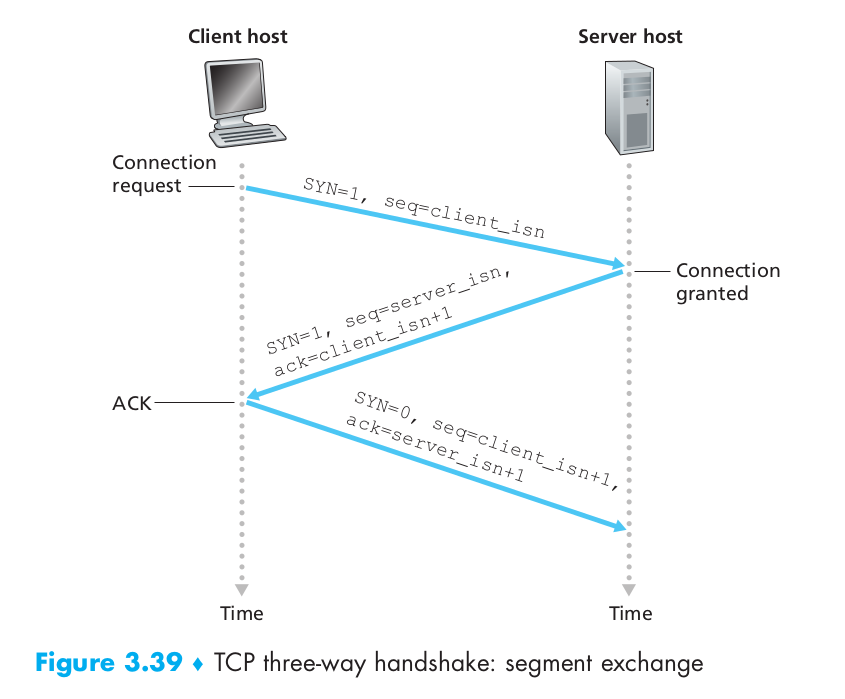 Client host
Server host
Connection
request
SYN=1, seq=client_isn
Connection
granted
SYN=1, seq=server_isn,
ack=client_isn+1
ACK
SYN=0, seq=client_isn+1,
ack=server_isn+1
Time
Time
Figure 3.39 ♦ TCP three-way handshake: segment exchange